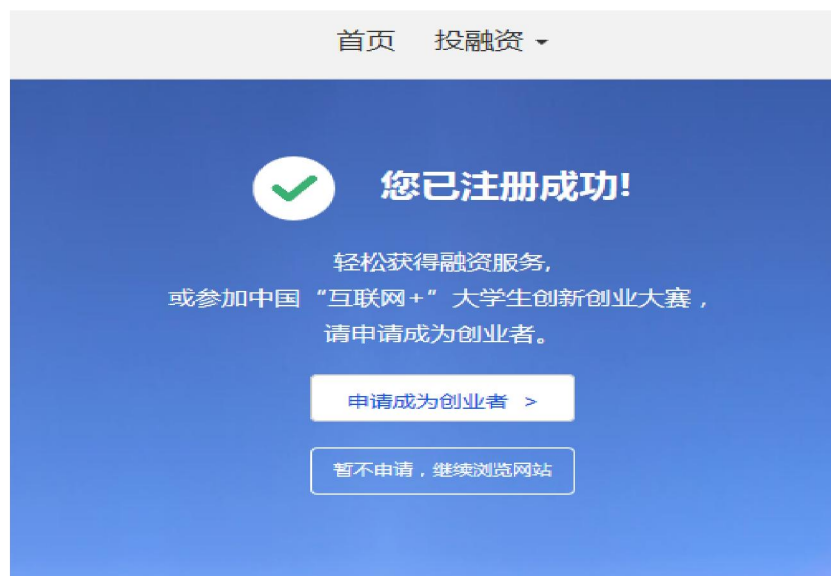 首页 投融资
您已注册成功!
轻松获得融资服务,
或参加中国“互联网+”大学生创新创业大赛，
请申请成为创业者。
申请成为创业者 >
暂不申请，继续浏览网站